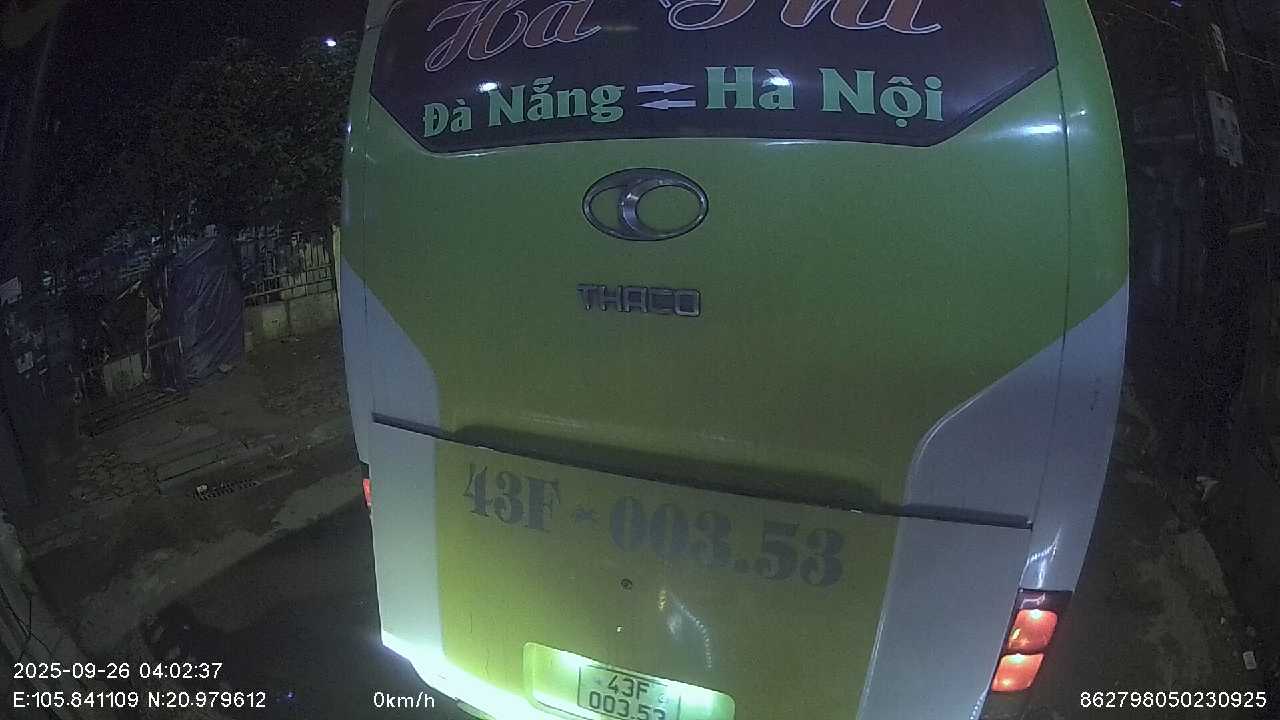 Hà
Đà Nẵng ⇄ Hà Nội
THACO
43F * 003.53
43F
003.53
2025-09-26 04:02:37
E:105.841109 N:20.979612 0km/h 862798050230925